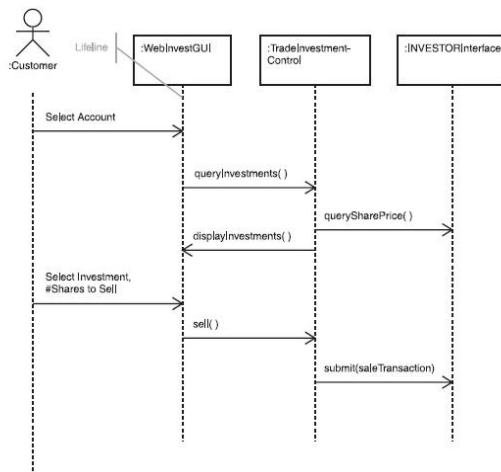 Lifeline
:WebInvestGUI
:TradeInvestment-
Control
:INVESTORInterface
:Customer
Select Account
queryInvestments( )
querySharePrice( )
displayInvestments( )
Select Investment,
#Shares to Sell
sell( )
submit(saleTransaction)